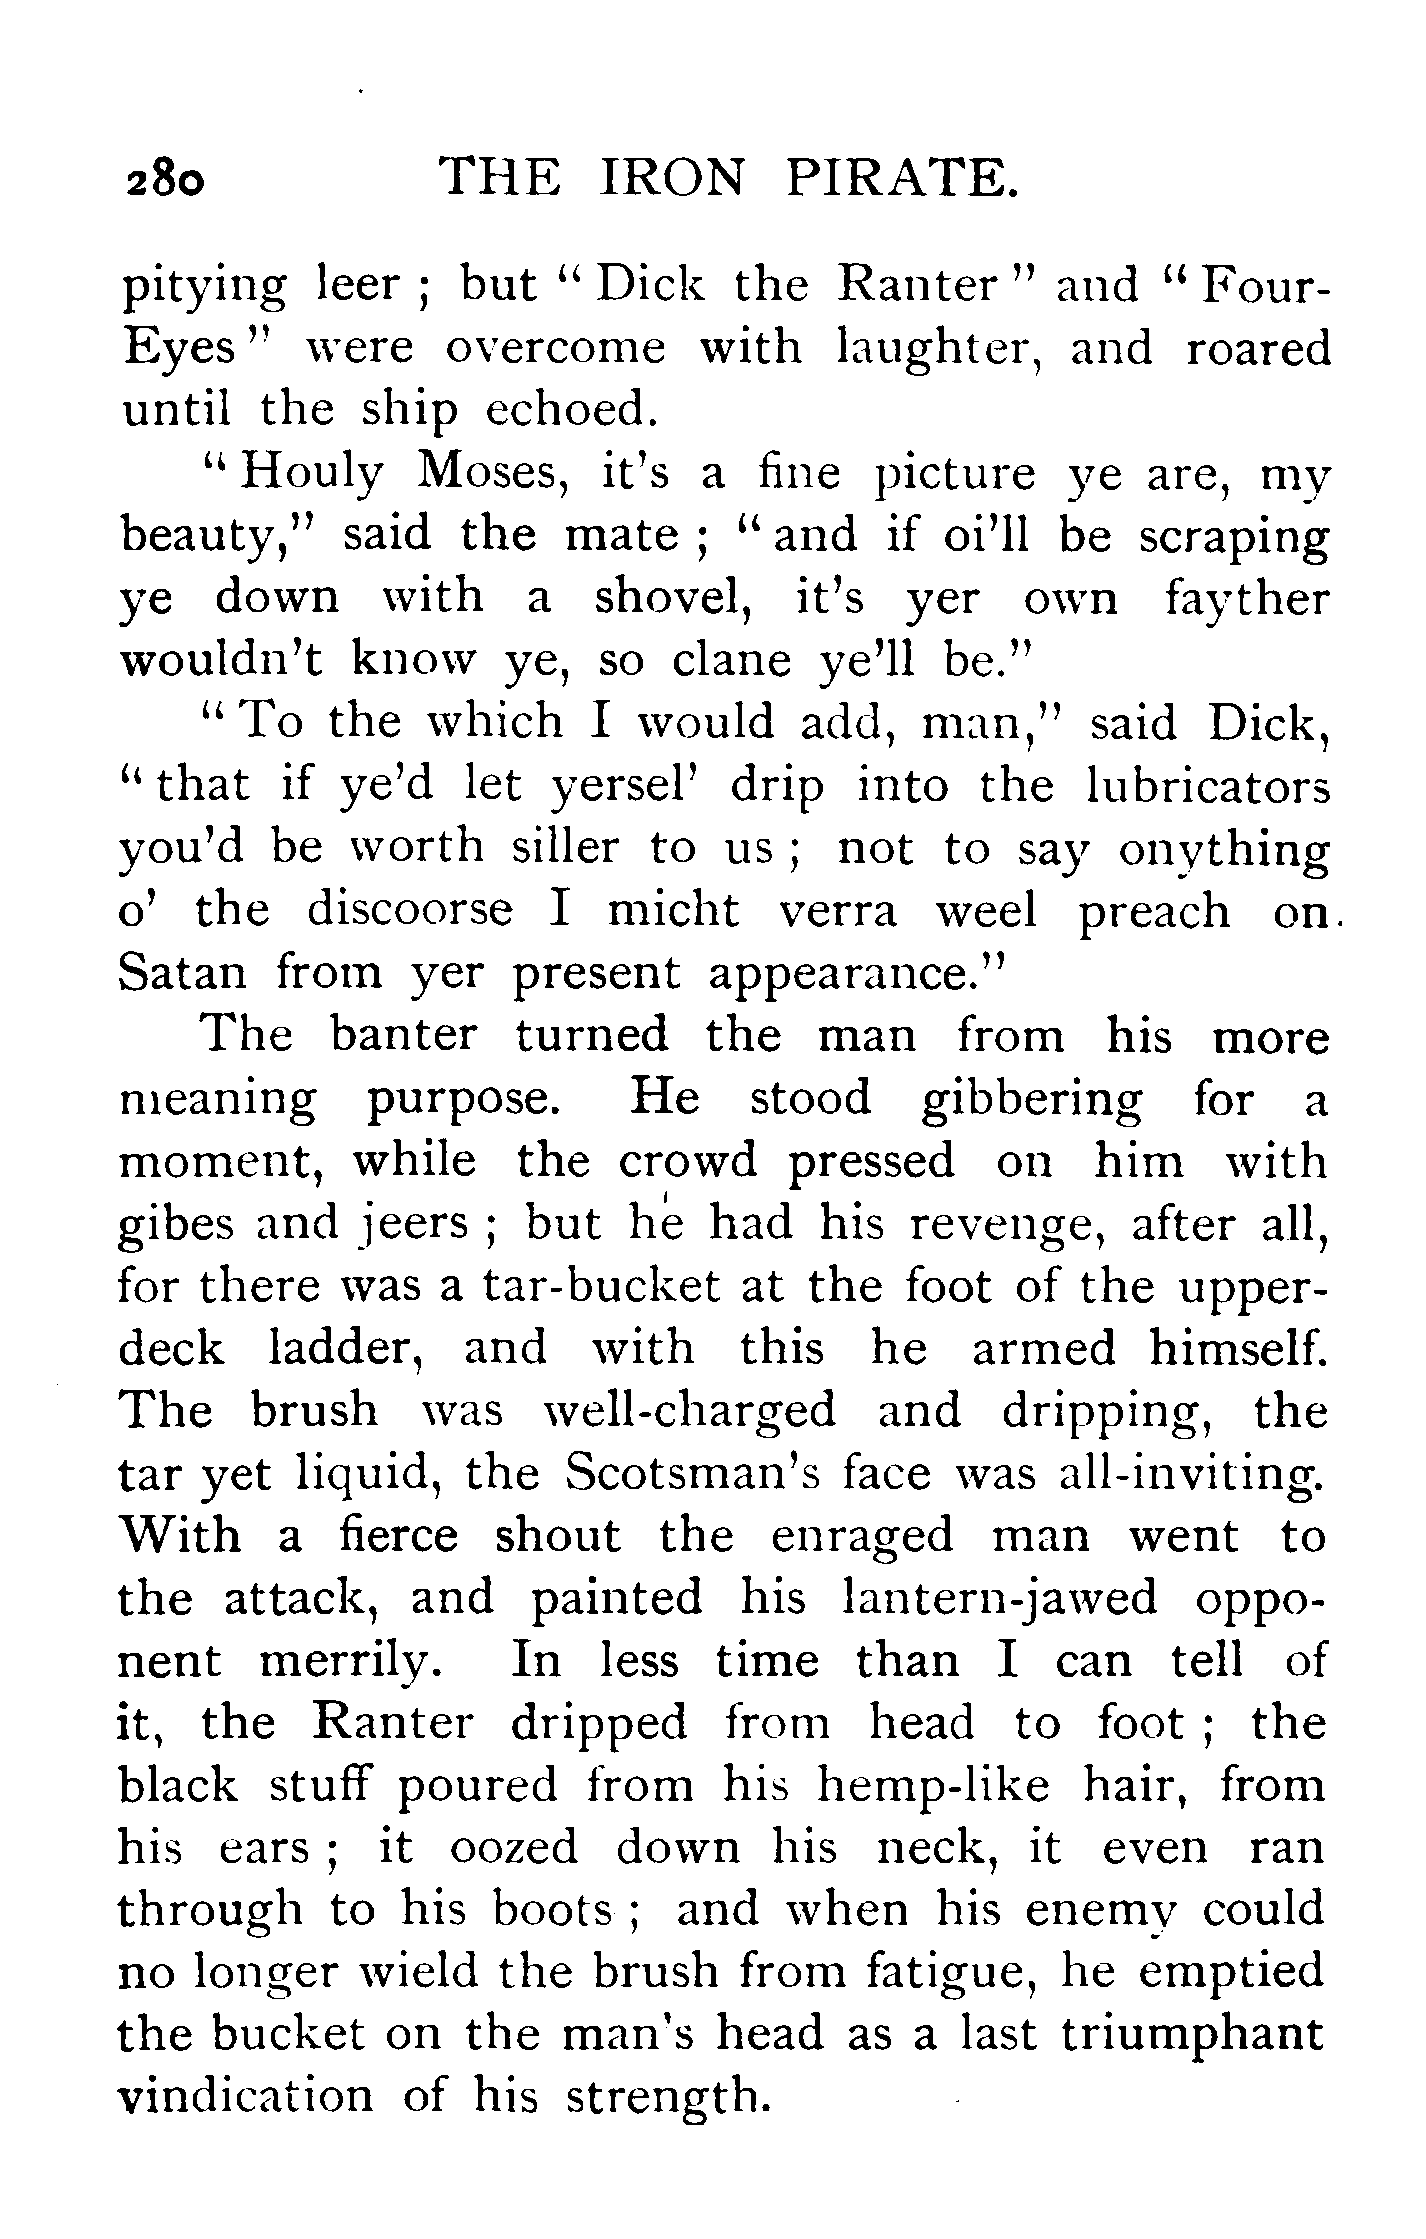 280 THE IRON PIRATE.
pitying leer ; but “ Dick the Ranter ” and “ Four-
Eyes ” were overcome with laughter, and roared
until the ship echoed.
“ Houly Moses, it's a fine picture ye are, my
beauty,” said the mate ; “ and if oi'll be scraping
ye down with a shovel, it's yer own fayther
wouldn't know ye, so clane ye'll be.”
“ To the which I would add, man,” said Dick,
“ that if ye'd let yersel' drip into the lubricators
you'd be worth siller to us ; not to say onything
o' the discoorse I micht verra weel preach on.
Satan from yer present appearance.”
The banter turned the man from his more
meaning purpose. He stood gibbering for a
moment, while the crowd pressed on him with
gibes and jeers ; but he had his revenge, after all,
for there was a tar-bucket at the foot of the upper-
deck ladder, and with this he armed himself.
The brush was well-charged and dripping, the
tar yet liquid, the Scotsman's face was all-inviting.
With a fierce shout the enraged man went to
the attack, and painted his lantern-jawed oppo-
nent merrily. In less time than I can tell of
it, the Ranter dripped from head to foot ; the
black stuff poured from his hemp-like hair, from
his ears ; it oozed down his neck, it even ran
through to his boots ; and when his enemy could
no longer wield the brush from fatigue, he emptied
the bucket on the man's head as a last triumphant
vindication of his strength.